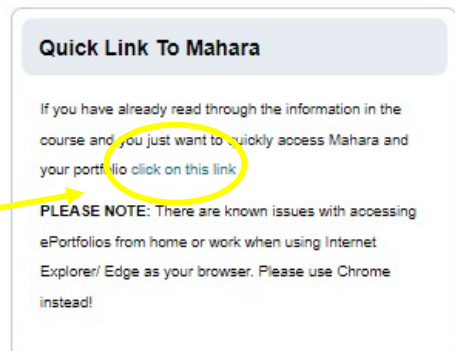 Quick Link To Mahara
If you have already read through the information in the
course and you just want to quickly access Mahara and
your portfolio click on this link
PLEASE NOTE: There are known issues with accessing
ePortfolios from home or work when using Internet
Explorer/ Edge as your browser. Please use Chrome
instead!